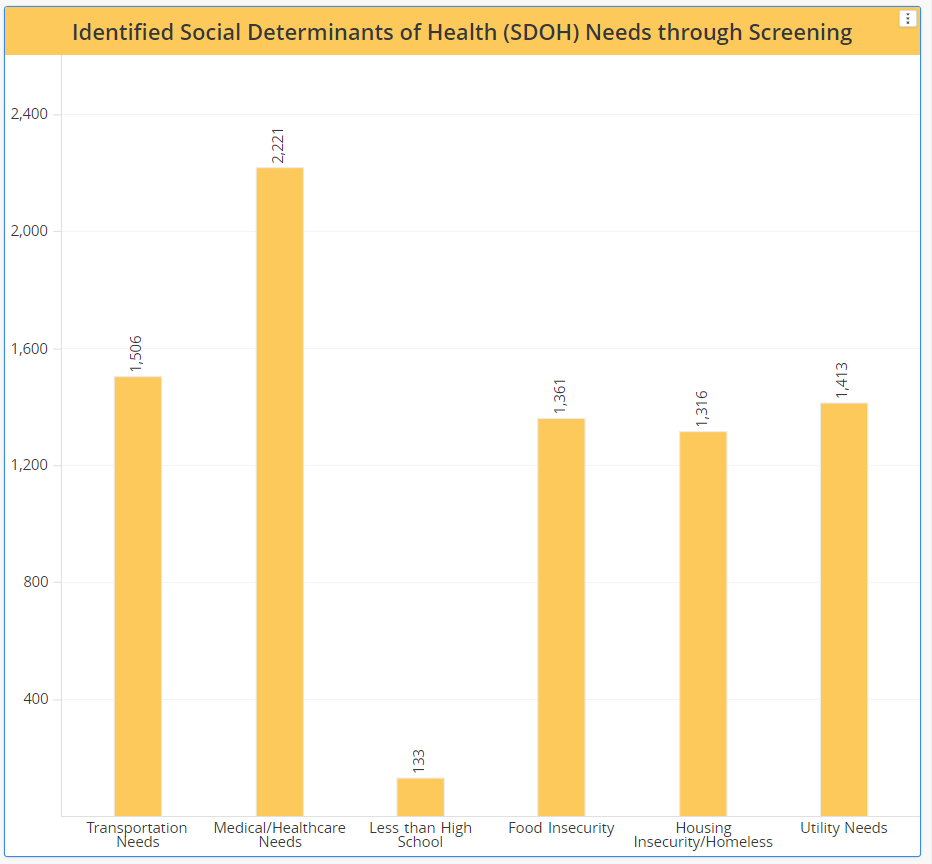 Identified Social Determinants of Health (SDOH) Needs through Screening
2,400
2,000
1,600
1,200
800
400
1,506
2,221
133
1,361
1,316
1,413
Transportation
Needs
Medical/Healthcare
Needs
Less than High
School
Food Insecurity
Housing
Insecurity/Homeless
Utility Needs